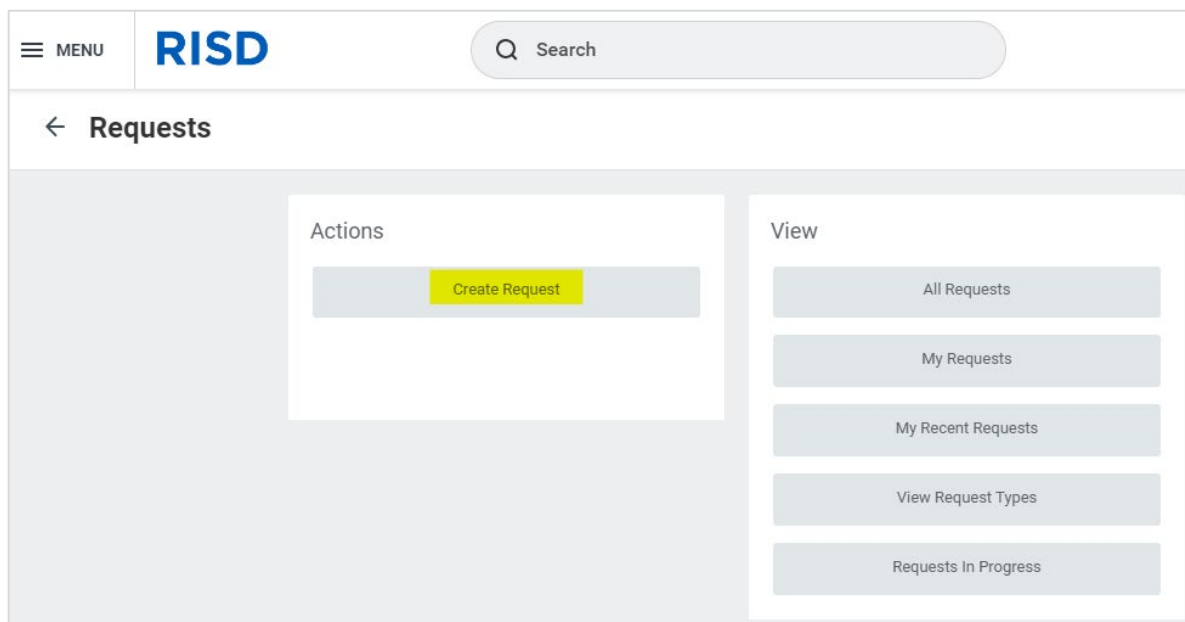 MENU
RISD
Search
Requests
Actions
Create Request
View
All Requests
My Requests
My Recent Requests
View Request Types
Requests In Progress